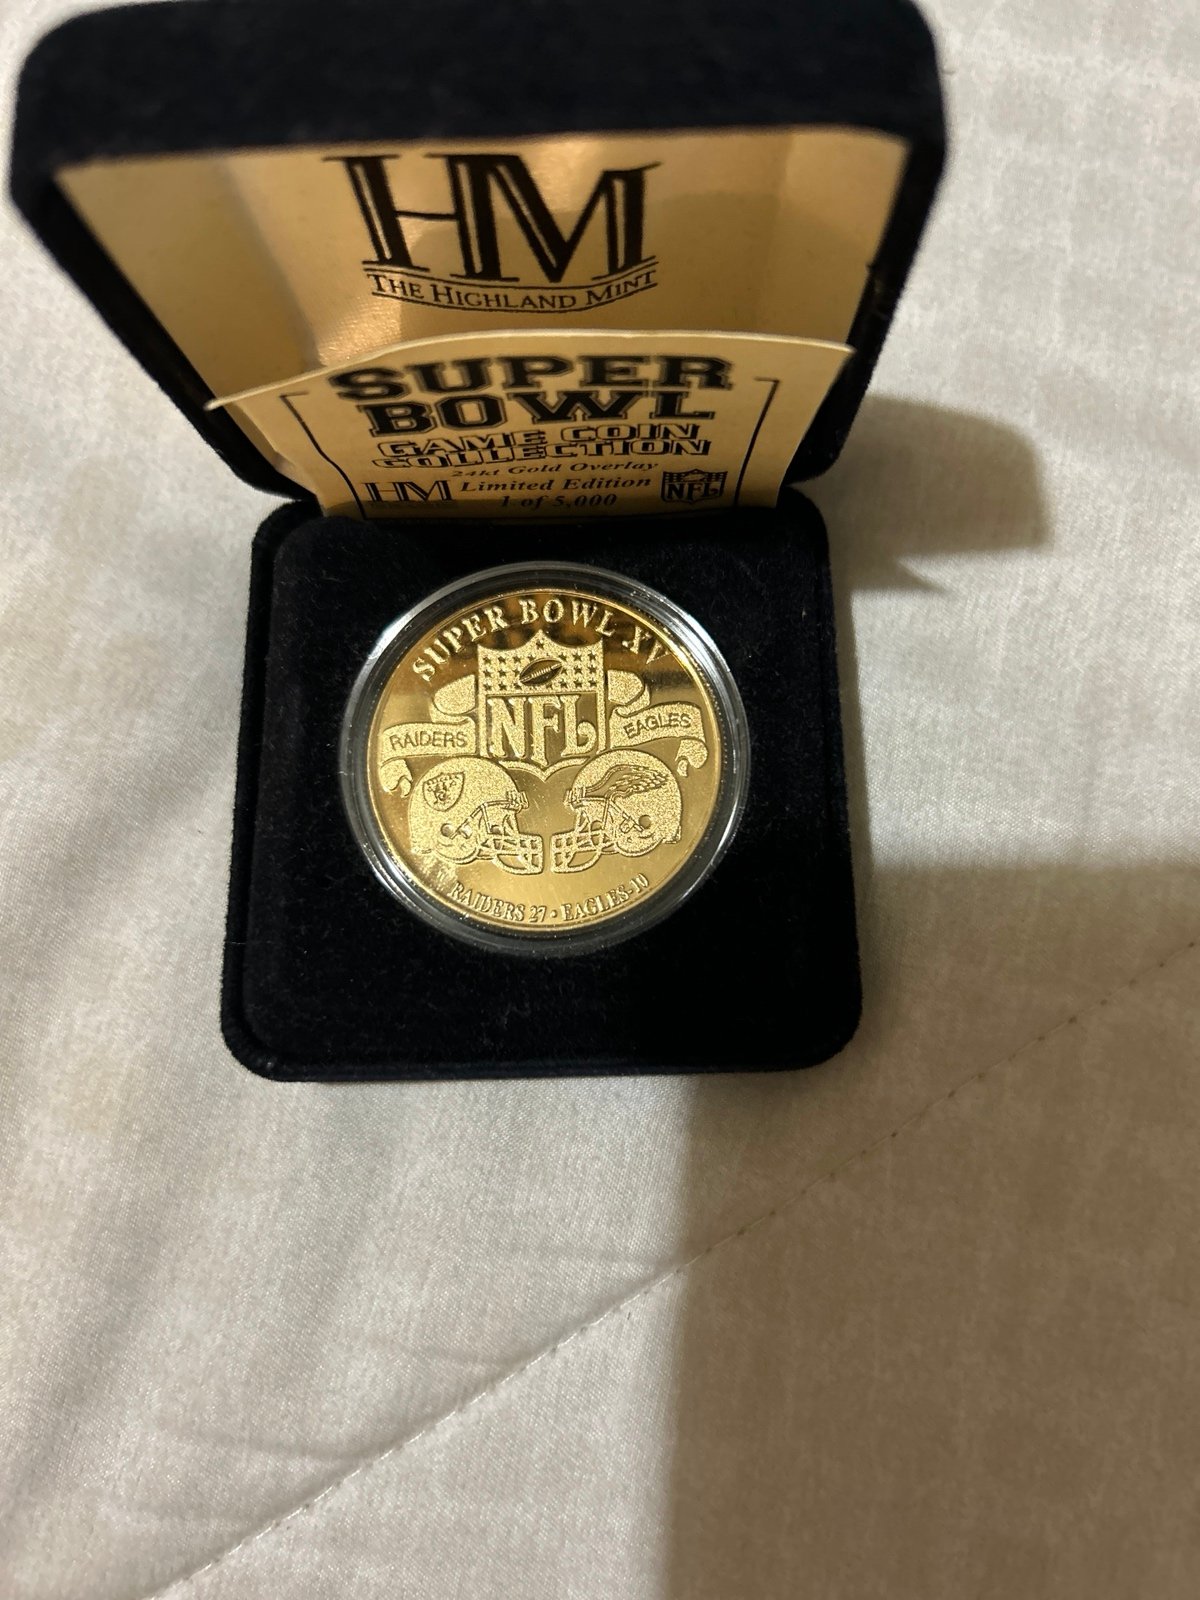 HM
THE HIGHLAND MINT
SUPER
BOWL
GAME COIN
COLLECTION
24kt Gold Overlay
HM Limited Edition NFL
1 of 5,000
SUPER BOWL XV
NFL
RAIDERS
EAGLES
RAIDERS 27 • EAGLES-10